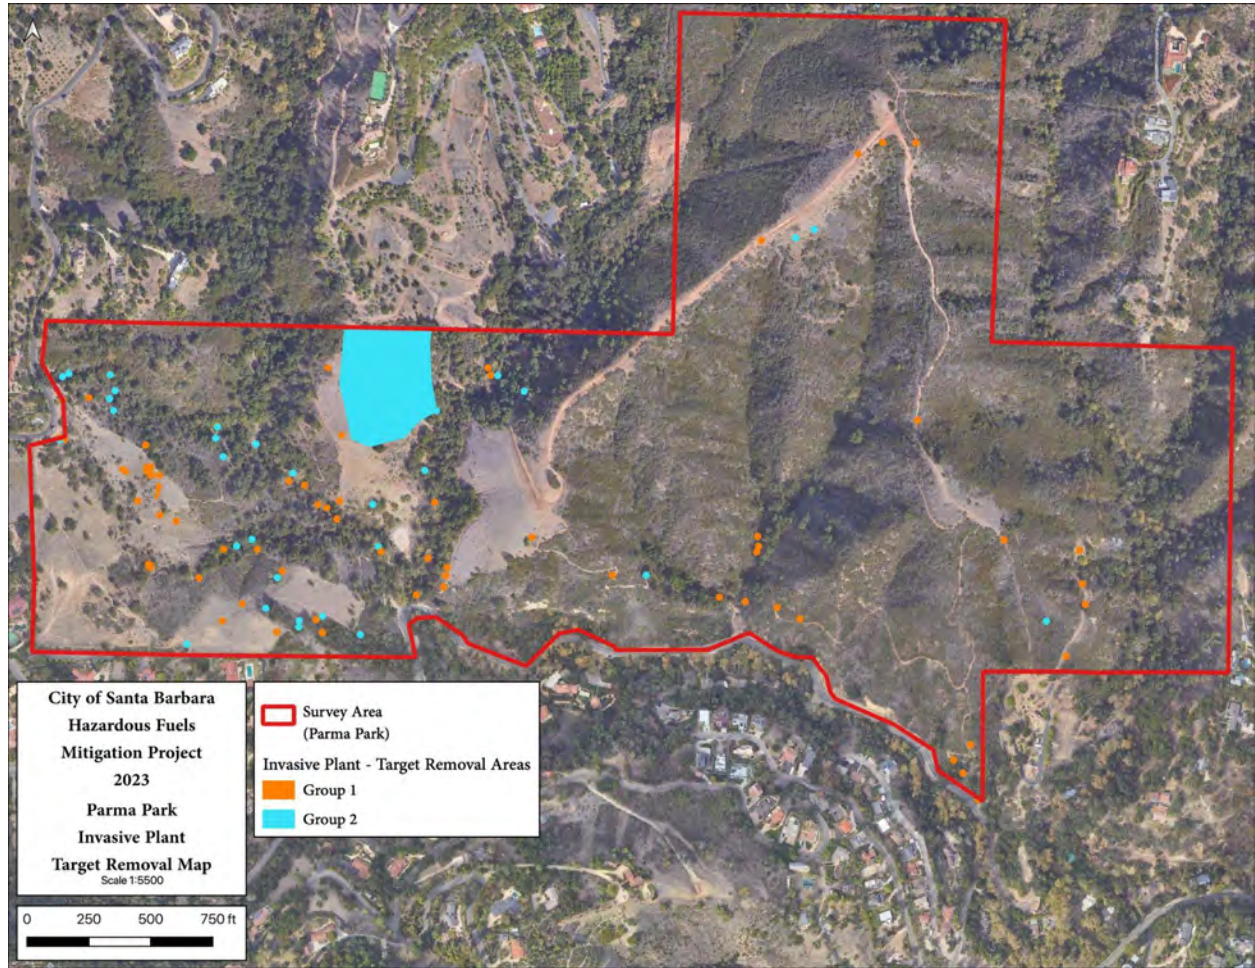 City of Santa Barbara
Hazardous Fuels
Mitigation Project
2023
Parma Park
Invasive Plant
Target Removal Map
Scale 1:5500
0 250 500 750 ft
Survey Area
(Parma Park)
Invasive Plant - Target Removal Areas
Group 1
Group 2